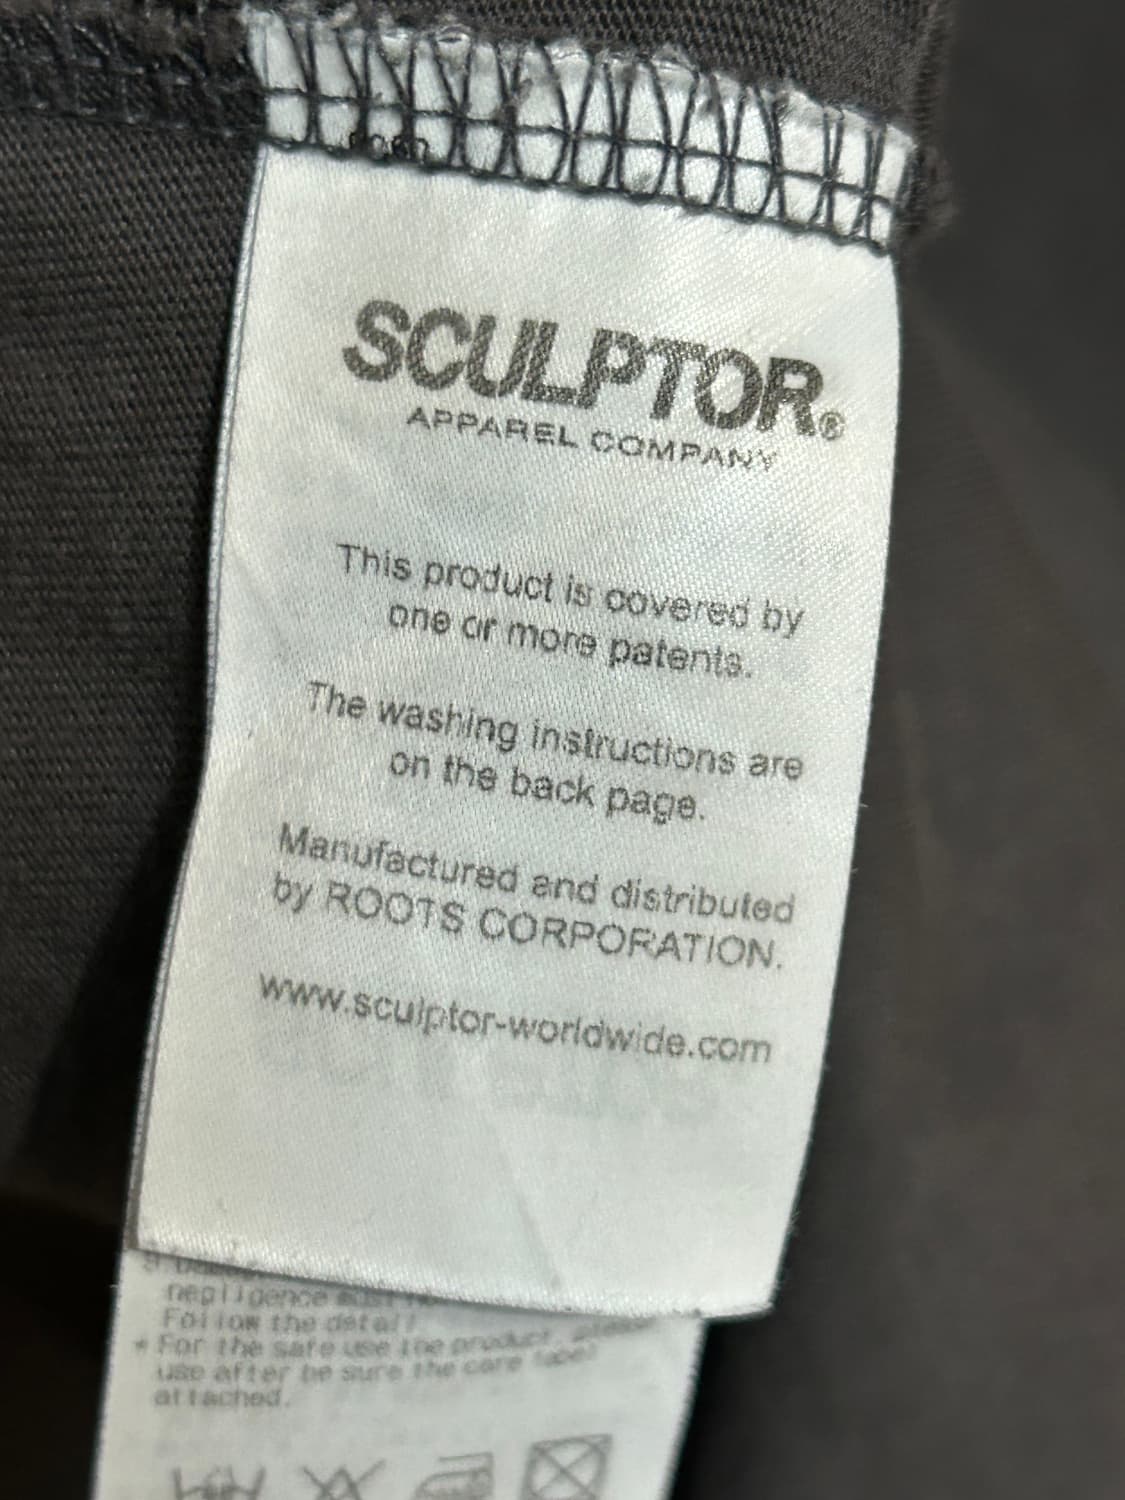 SCULPTOR®
APPAREL COMPANY
This product is covered by
one or more patents.
The washing instructions are
on the back page.
Manufactured and distributed
by ROOTS CORPORATION.
www.sculptor-worldwide.com
negligence
Follow the detail
* For the safe use the product,
use after be sure the care label
attached.